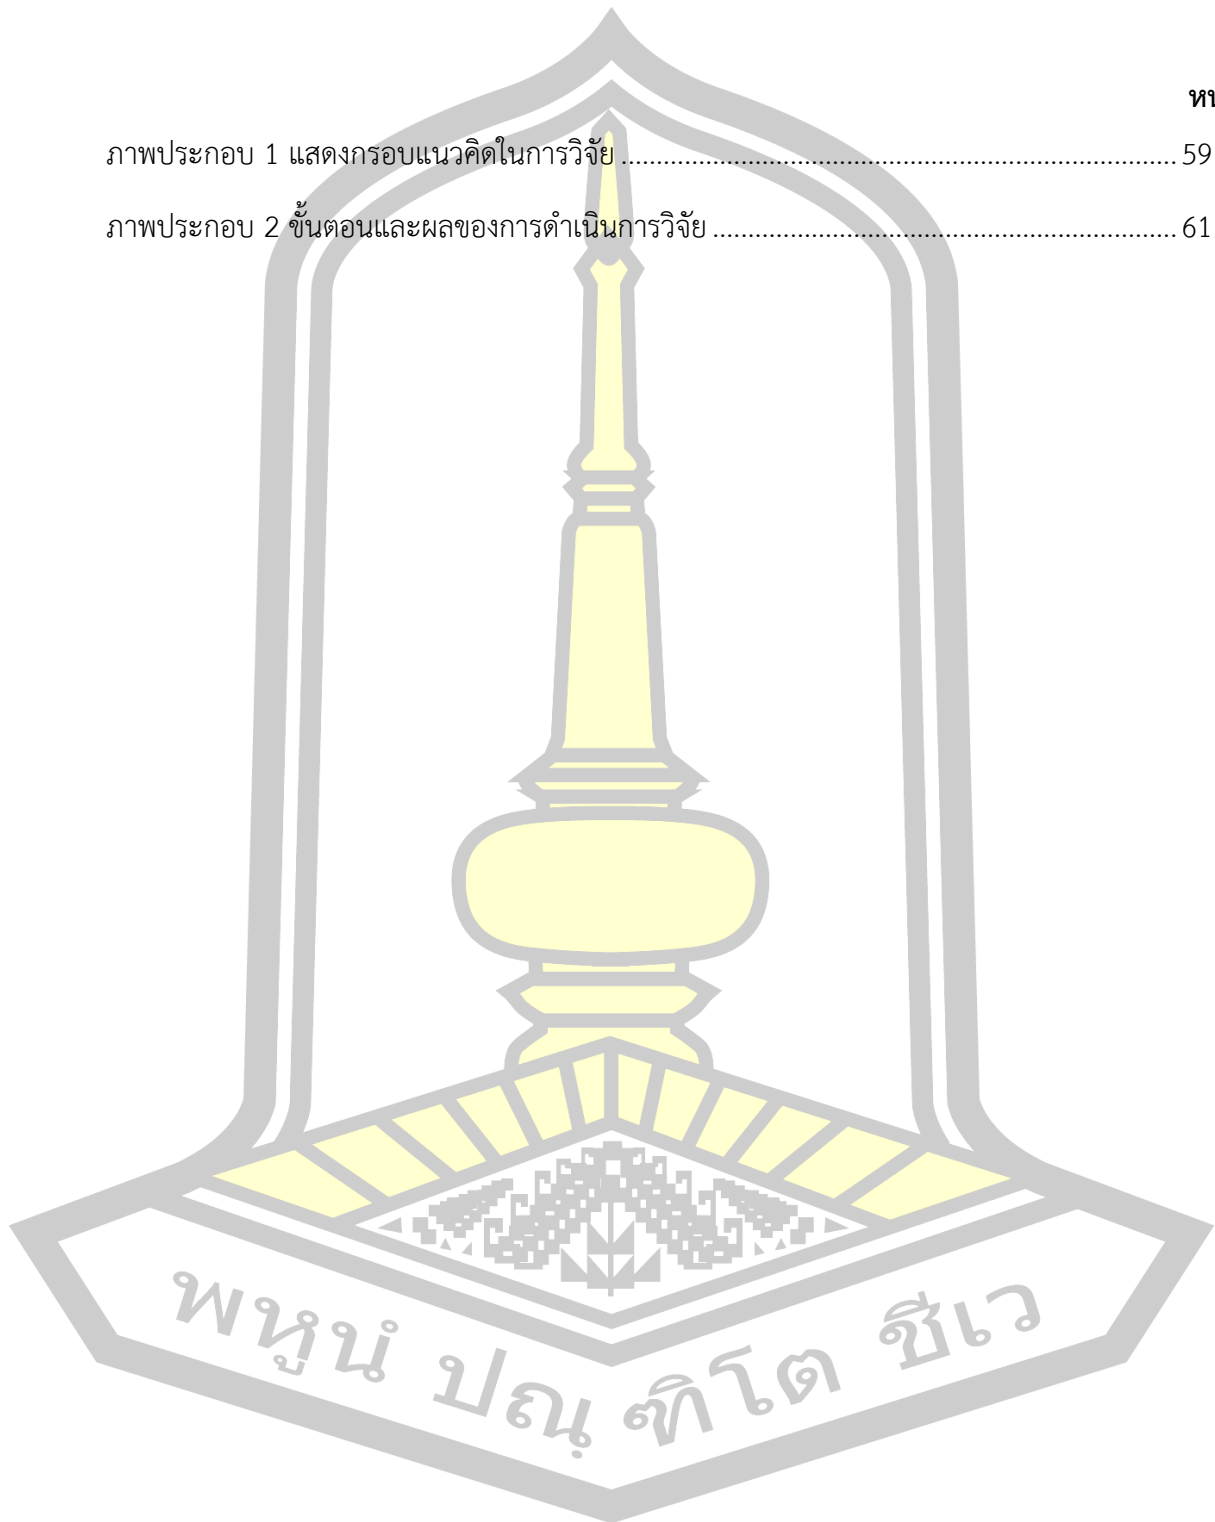 ภาพประกอบ 1 แสดงกรอบแนวคิดในการวิจัย ........................................................................... 59
ภาพประกอบ 2 ขั้นตอนและผลของการดำเนินการวิจัย ............................................................ 61
พหูนํ ปณฺ ฑิโต ชีเว